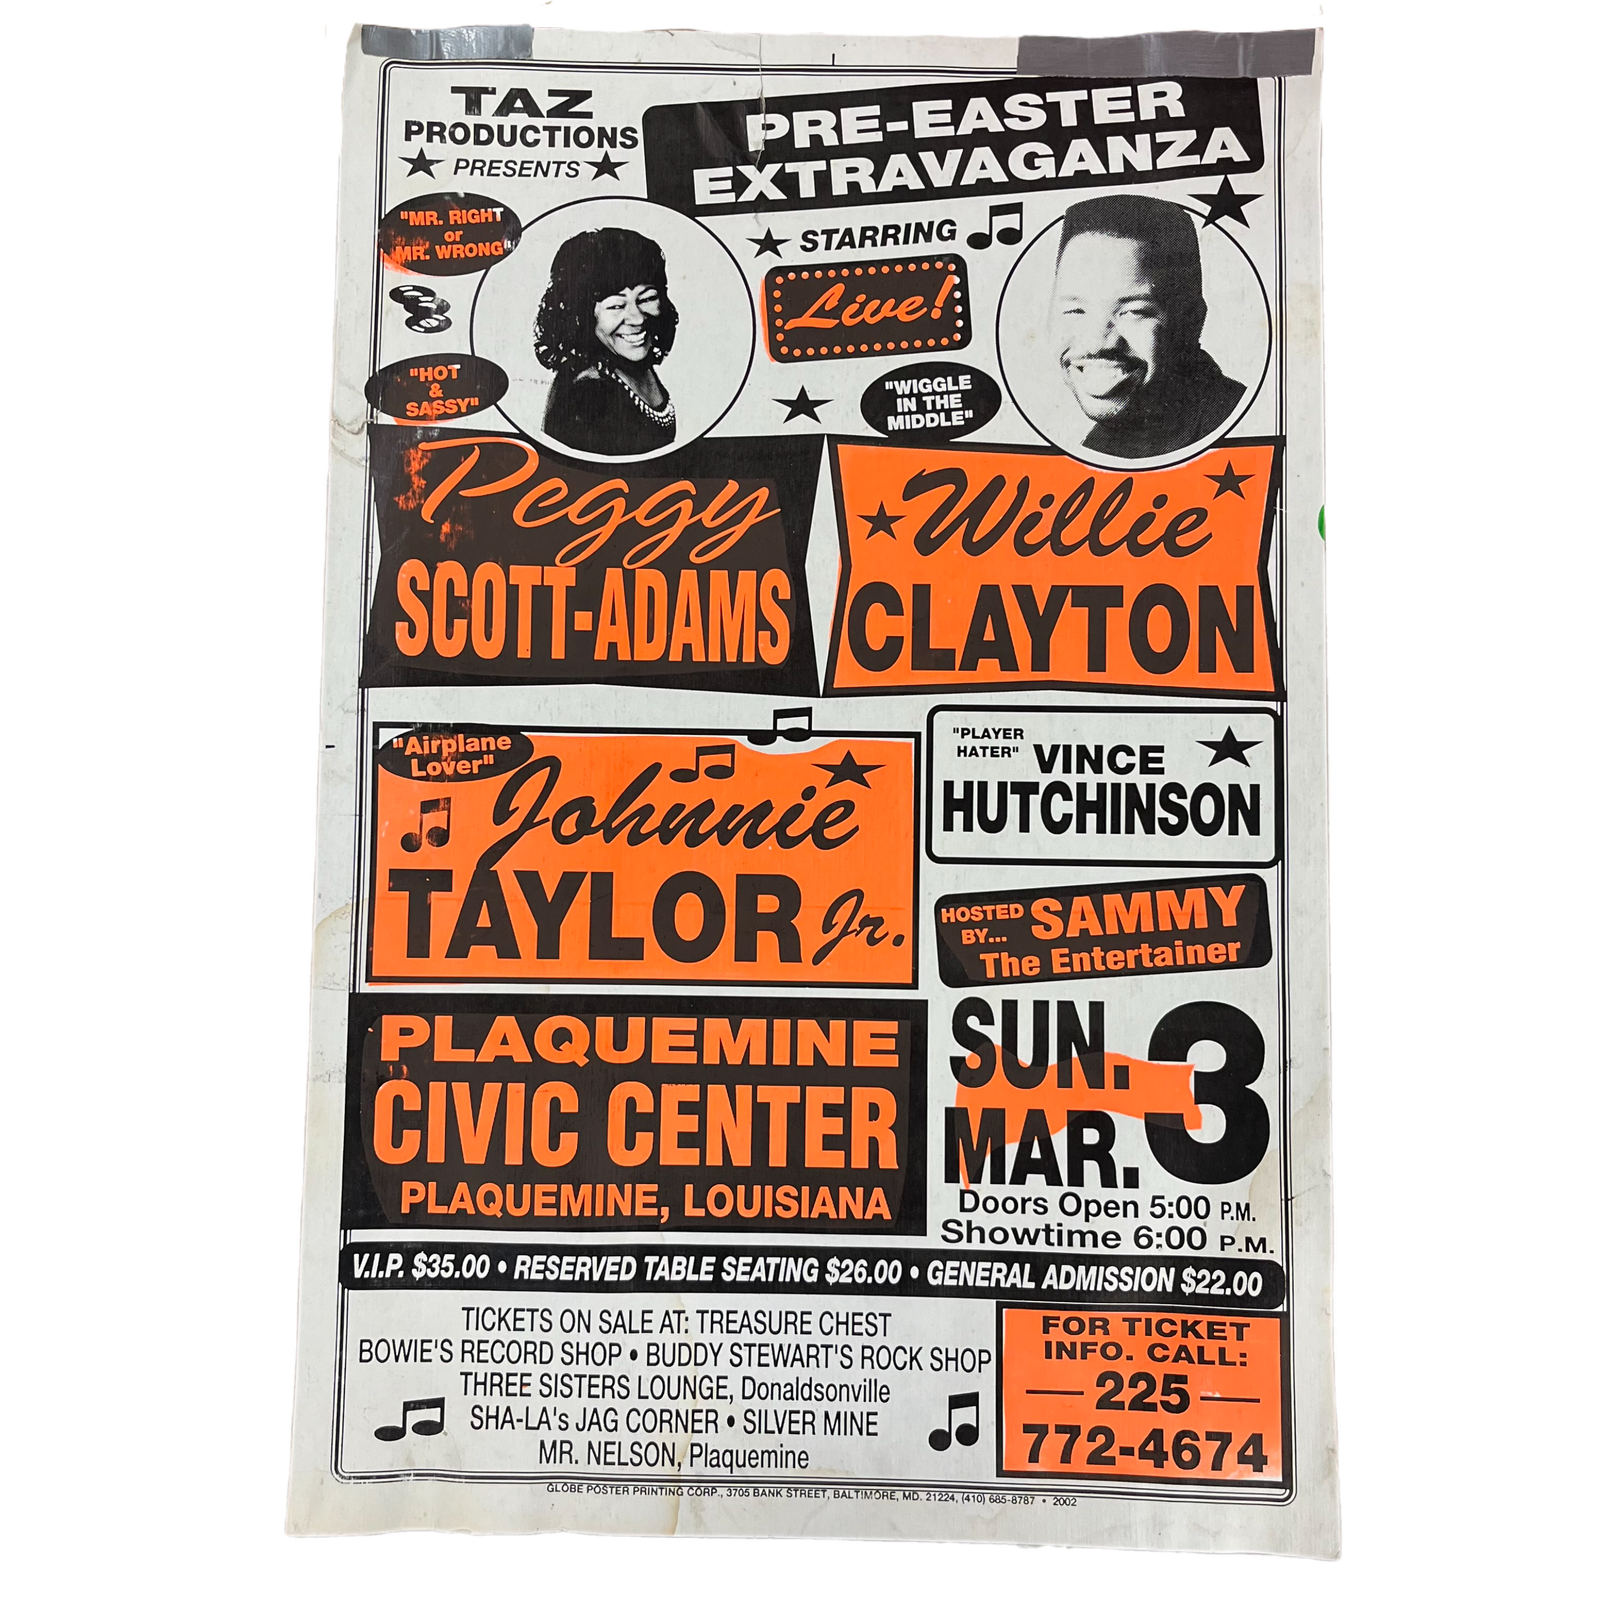 TAZ
PRODUCTIONS
PRESENTS
PRE-EASTER
EXTRAVAGANZA
STARRING
Live!
"MR. RIGHT
or
MR. WRONG"
"HOT
&
SASSY"
"WIGGLE
IN THE
MIDDLE"
Peggy
SCOTT-ADAMS
Willie
CLAYTON
"Airplane
Lover"
Johnnie
TAYLOR Jr.
"PLAYER
HATER"
VINCE
HUTCHINSON
HOSTED
BY...
SAMMY
The Entertainer
PLAQUEMINE
CIVIC CENTER
PLAQUEMINE, LOUISIANA
SUN.
MAR. 3
Doors Open 5:00 P.M.
Showtime 6:00 P.M.
V.I.P. $35.00 • RESERVED TABLE SEATING $26.00 • GENERAL ADMISSION $22.00
TICKETS ON SALE AT: TREASURE CHEST
BOWIE'S RECORD SHOP • BUDDY STEWART'S ROCK SHOP
THREE SISTERS LOUNGE, Donaldsonville
SHA-LA's JAG CORNER • SILVER MINE
MR. NELSON, Plaquemine
FOR TICKET
INFO. CALL:
— 225 —
772-4674
GLOBE POSTER PRINTING CORP., 3705 BANK STREET, BALTIMORE, MD. 21224, (410) 685-8787 • 2002